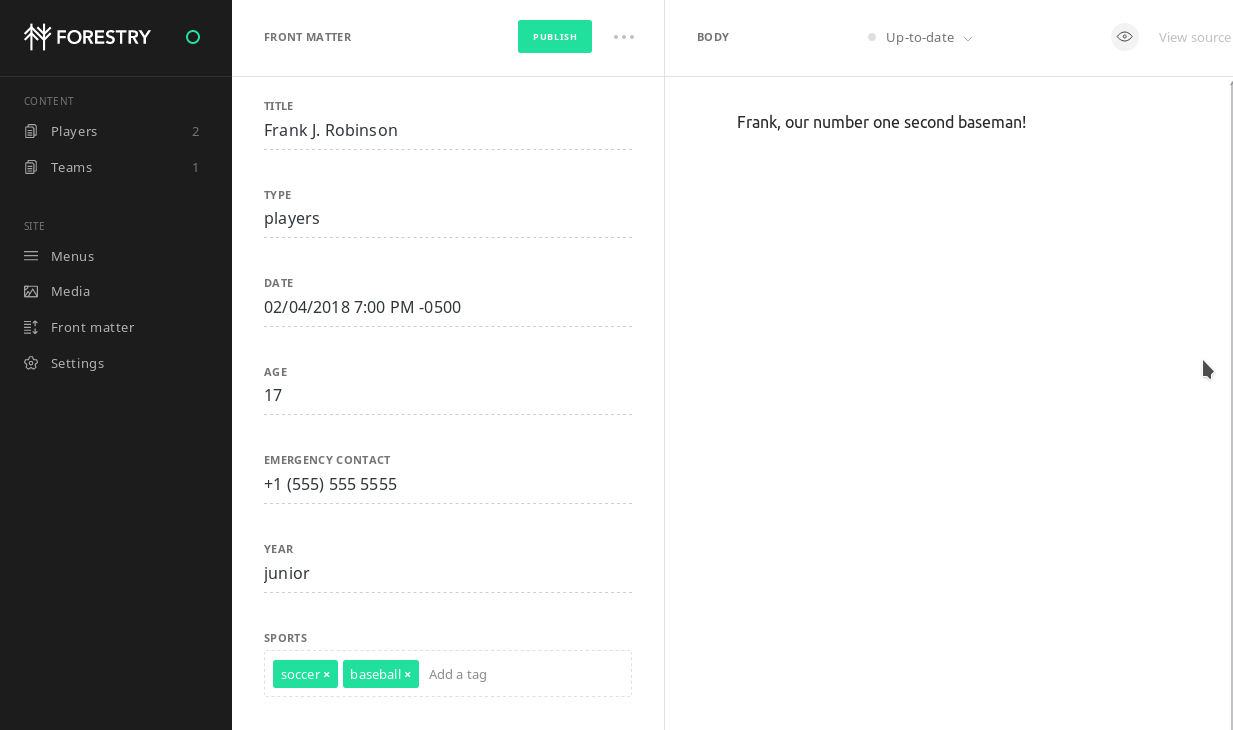 FORESTRY
CONTENT
Players 2
Teams 1
SITE
Menus
Media
Front matter
Settings
FRONT MATTER
PUBLISH
TITLE
Frank J. Robinson
TYPE
players
DATE
02/04/2018 7:00 PM -0500
AGE
17
EMERGENCY CONTACT
+1 (555) 555 5555
YEAR
junior
SPORTS
soccer × baseball × Add a tag
BODY
Up-to-date
View source
Frank, our number one second baseman!